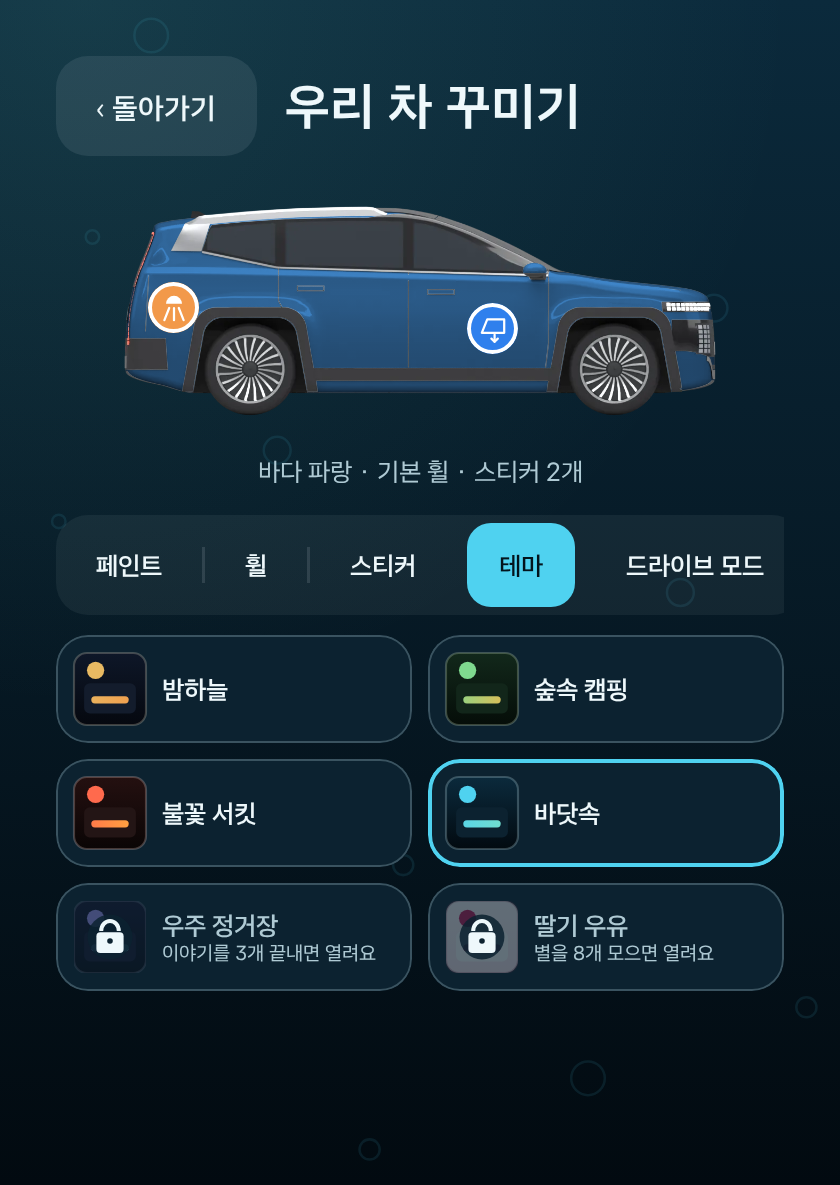 ‹ 돌아가기
우리 차 꾸미기
바다 파랑 · 기본 휠 · 스티커 2개
페인트
휠
스티커
테마
드라이브 모드
밤하늘
숲속 캠핑
불꽃 서킷
바닷속
우주 정거장
이야기를 3개 끝내면 열려요
딸기 우유
별을 8개 모으면 열려요